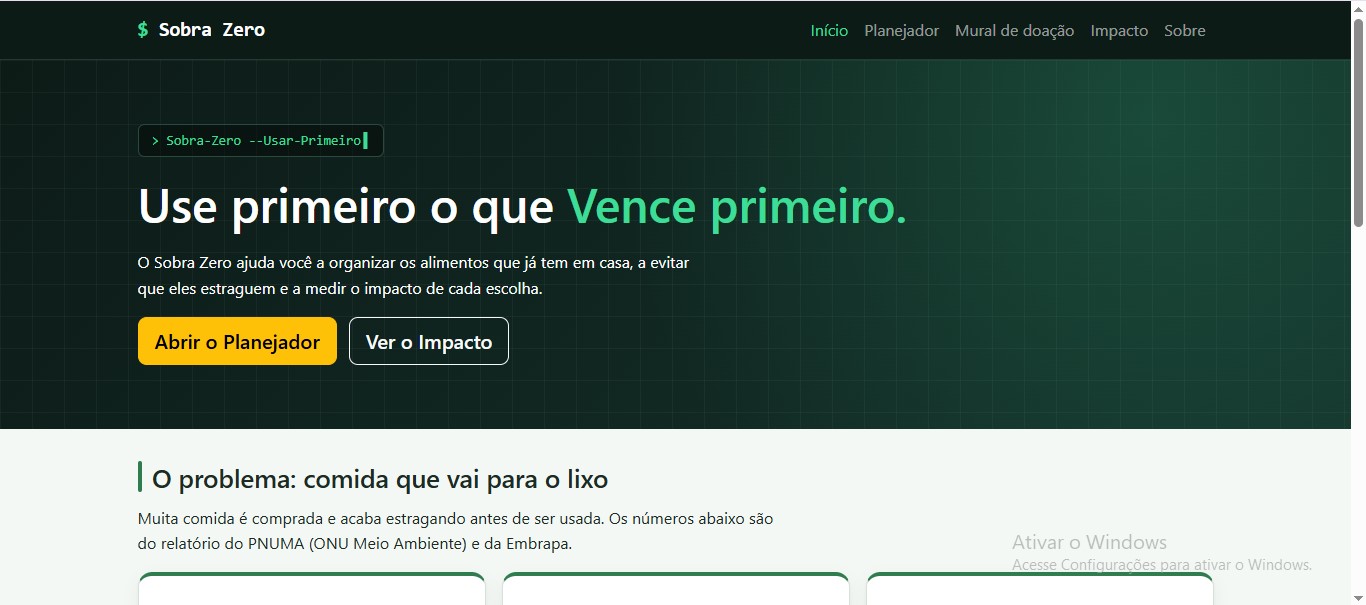 $ Sobra Zero
Início Planejador Mural de doação Impacto Sobre
> Sobra-Zero --Usar-Primeiro
Use primeiro o que Vence primeiro.
O Sobra Zero ajuda você a organizar os alimentos que já tem em casa, a evitar
que eles estraguem e a medir o impacto de cada escolha.
Abrir o Planejador Ver o Impacto
O problema: comida que vai para o lixo
Muita comida é comprada e acaba estragando antes de ser usada. Os números abaixo são
do relatório do PNUMA (ONU Meio Ambiente) e da Embrapa.
Ativar o Windows
Acesse Configurações para ativar o Windows.